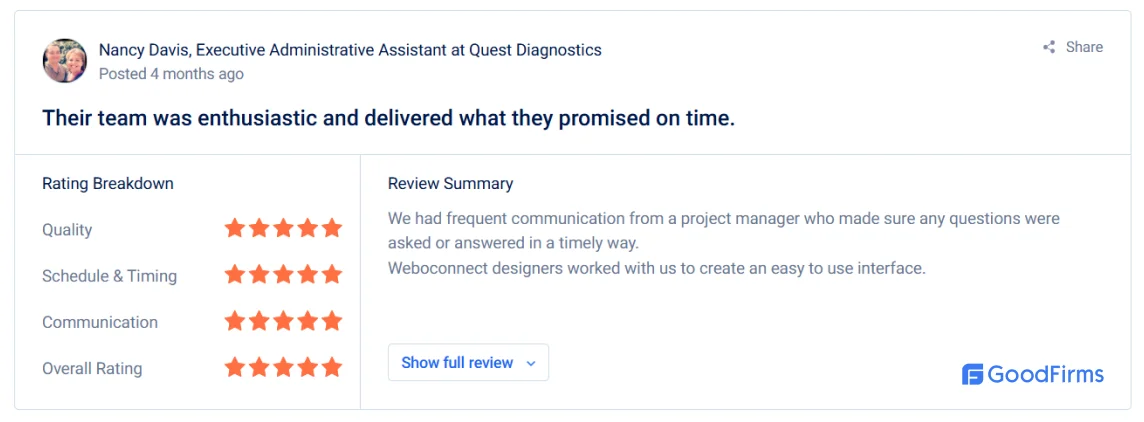 Nancy Davis, Executive Administrative Assistant at Quest Diagnostics
Share
Posted 4 months ago
Their team was enthusiastic and delivered what they promised on time.
Rating Breakdown
Quality
Schedule & Timing
Communication
Overall Rating
Review Summary
We had frequent communication from a project manager who made sure any questions were
asked or answered in a timely way.
Weboconnect designers worked with us to create an easy to use interface.
Show full review
GoodFirms